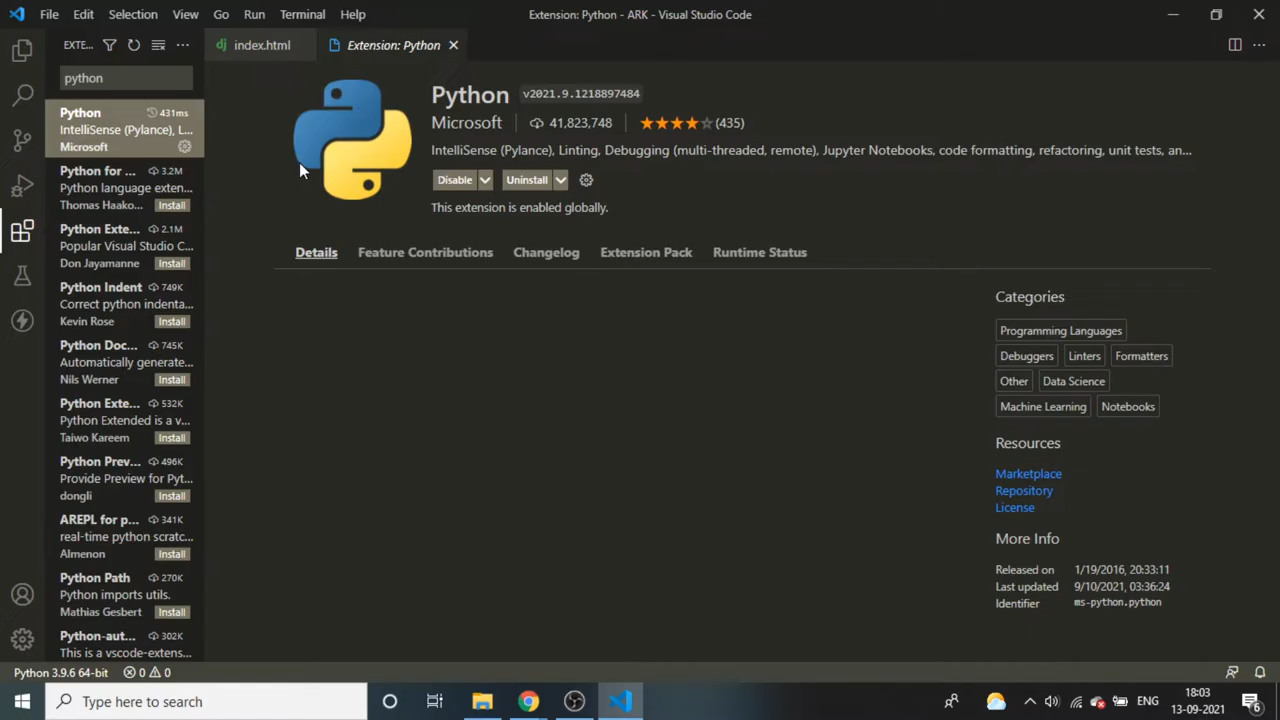 File Edit Selection View Go Run Terminal Help
Extension: Python - ARK - Visual Studio Code
EXTE...
dj index.html
Extension: Python
python
Python 431ms
IntelliSense (Pylance), L...
Microsoft
Python for ... 3.2M
Python language exten...
Thomas Haako... Install
Python Exte... 2.1M
Popular Visual Studio C...
Don Jayamanne Install
Python Indent 749K
Correct python indenta...
Kevin Rose Install
Python Doc... 745K
Automatically generate...
Nils Werner Install
Python Exte... 532K
Python Extended is a v...
Taiwo Kareem Install
Python Prev... 496K
Provide Preview for Pyt...
dongli Install
AREPL for p... 341K
real-time python scratc...
Almenon Install
Python Path 270K
Python imports utils.
Mathias Gesbert Install
Python-aut... 302K
This is a vscode-extens...
Python v2021.9.1218897484
Microsoft 41,823,748 (435)
IntelliSense (Pylance), Linting, Debugging (multi-threaded, remote), Jupyter Notebooks, code formatting, refactoring, unit tests, an...
Disable Uninstall
This extension is enabled globally.
Details Feature Contributions Changelog Extension Pack Runtime Status
Categories
Programming Languages
Debuggers Linters Formatters
Other Data Science
Machine Learning Notebooks
Resources
Marketplace
Repository
License
More Info
Released on 1/19/2016, 20:33:11
Last updated 9/10/2021, 03:36:24
Identifier ms-python.python
Python 3.9.6 64-bit 0 0
Type here to search
ENG
18:03
13-09-2021
6